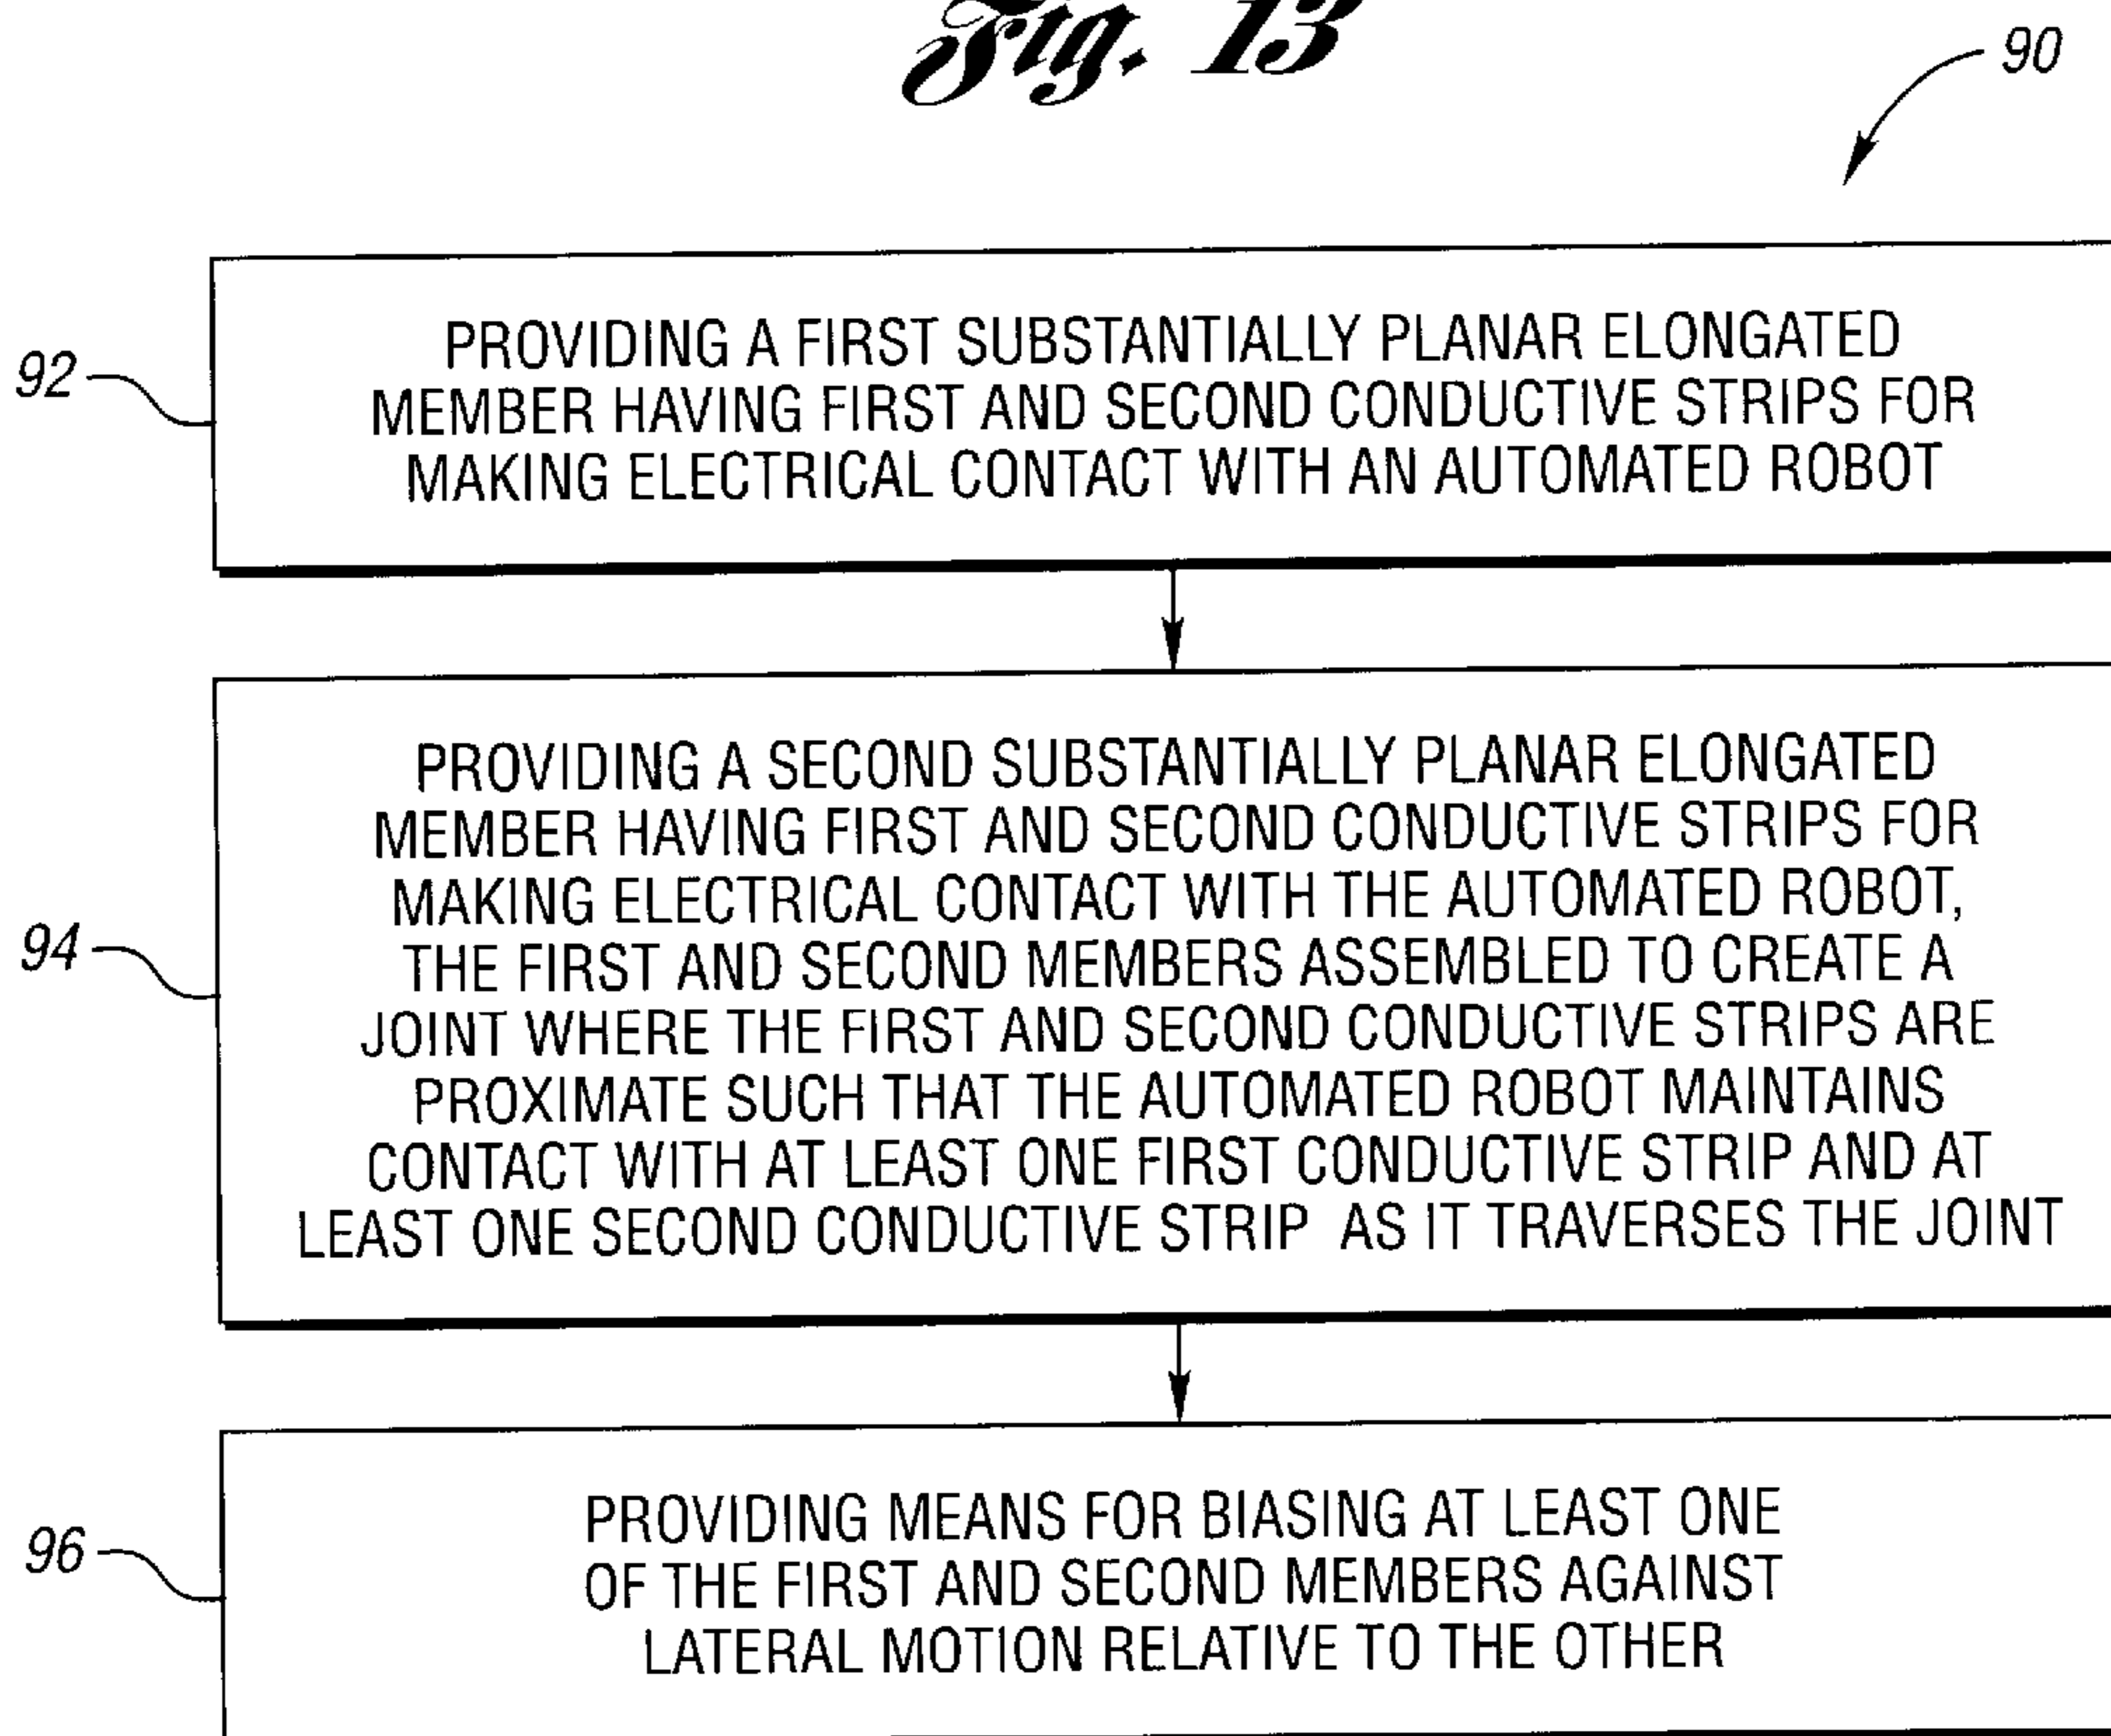 Fig. 13
90
92
PROVIDING A FIRST SUBSTANTIALLY PLANAR ELONGATED
MEMBER HAVING FIRST AND SECOND CONDUCTIVE STRIPS FOR
MAKING ELECTRICAL CONTACT WITH AN AUTOMATED ROBOT
94
PROVIDING A SECOND SUBSTANTIALLY PLANAR ELONGATED
MEMBER HAVING FIRST AND SECOND CONDUCTIVE STRIPS FOR
MAKING ELECTRICAL CONTACT WITH THE AUTOMATED ROBOT,
THE FIRST AND SECOND MEMBERS ASSEMBLED TO CREATE A
JOINT WHERE THE FIRST AND SECOND CONDUCTIVE STRIPS ARE
PROXIMATE SUCH THAT THE AUTOMATED ROBOT MAINTAINS
CONTACT WITH AT LEAST ONE FIRST CONDUCTIVE STRIP AND AT
LEAST ONE SECOND CONDUCTIVE STRIP AS IT TRAVERSES THE JOINT
96
PROVIDING MEANS FOR BIASING AT LEAST ONE
OF THE FIRST AND SECOND MEMBERS AGAINST
LATERAL MOTION RELATIVE TO THE OTHER